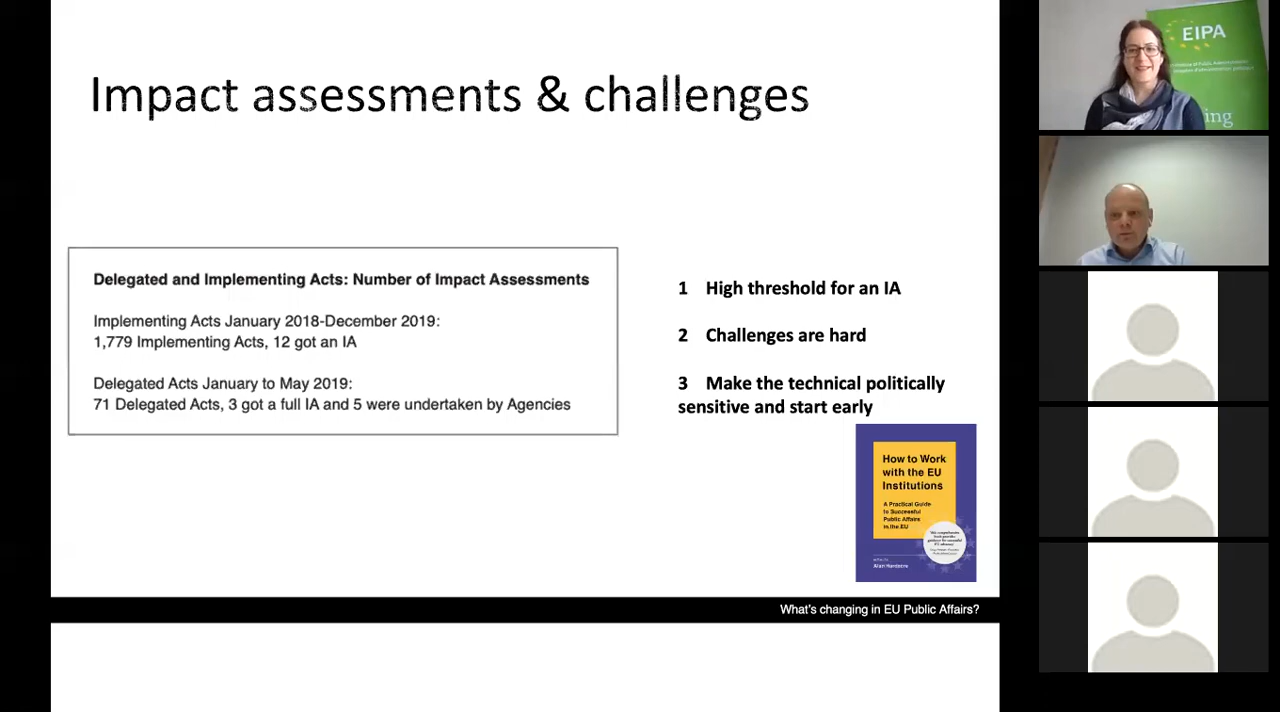 Impact assessments & challenges
Delegated and Implementing Acts: Number of Impact Assessments
Implementing Acts January 2018-December 2019:
1,779 Implementing Acts, 12 got an IA
Delegated Acts January to May 2019:
71 Delegated Acts, 3 got a full IA and 5 were undertaken by Agencies
1 High threshold for an IA
2 Challenges are hard
3 Make the technical politically
sensitive and start early
How to Work
with the EU
Institutions
A Practical Guide
to Successful
Public Affairs
in the EU
What's changing in EU Public Affairs?
EIPA